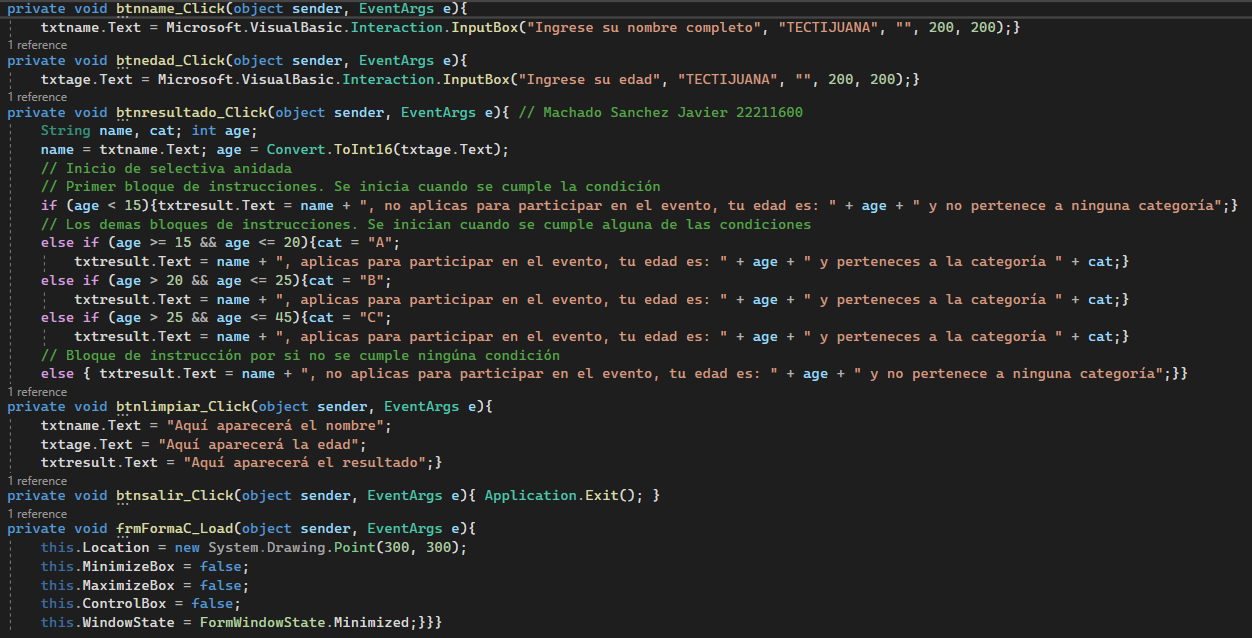 private void btnname_Click(object sender, EventArgs e){
txtname.Text = Microsoft.VisualBasic.Interaction.InputBox("Ingrese su nombre completo", "TECTIJUANA", "", 200, 200);}
1 reference
private void btnedad_Click(object sender, EventArgs e){
txtage.Text = Microsoft.VisualBasic.Interaction.InputBox("Ingrese su edad", "TECTIJUANA", "", 200, 200);}
1 reference
private void btnresultado_Click(object sender, EventArgs e){ // Machado Sanchez Javier 22211600
String name, cat; int age;
name = txtname.Text; age = Convert.ToInt16(txtage.Text);
// Inicio de selectiva anidada
// Primer bloque de instrucciones. Se inicia cuando se cumple la condición
if (age < 15){txtresult.Text = name + ", no aplicas para participar en el evento, tu edad es: " + age + " y no pertenece a ninguna categoría";}
// Los demas bloques de instrucciones. Se inician cuando se cumple alguna de las condiciones
else if (age >= 15 && age <= 20){cat = "A";
txtresult.Text = name + ", aplicas para participar en el evento, tu edad es: " + age + " y perteneces a la categoría " + cat;}
else if (age > 20 && age <= 25){cat = "B";
txtresult.Text = name + ", aplicas para participar en el evento, tu edad es: " + age + " y perteneces a la categoría " + cat;}
else if (age > 25 && age <= 45){cat = "C";
txtresult.Text = name + ", aplicas para participar en el evento, tu edad es: " + age + " y perteneces a la categoría " + cat;}
// Bloque de instrucción por si no se cumple ningúna condición
else { txtresult.Text = name + ", no aplicas para participar en el evento, tu edad es: " + age + " y no pertenece a ninguna categoría";}}
1 reference
private void btnlimpiar_Click(object sender, EventArgs e){
txtname.Text = "Aquí aparecerá el nombre";
txtage.Text = "Aquí aparecerá la edad";
txtresult.Text = "Aquí aparecerá el resultado";}
1 reference
private void btnsalir_Click(object sender, EventArgs e){ Application.Exit(); }
1 reference
private void frmFormaC_Load(object sender, EventArgs e){
this.Location = new System.Drawing.Point(300, 300);
this.MinimizeBox = false;
this.MaximizeBox = false;
this.ControlBox = false;
this.WindowState = FormWindowState.Minimized;}}}